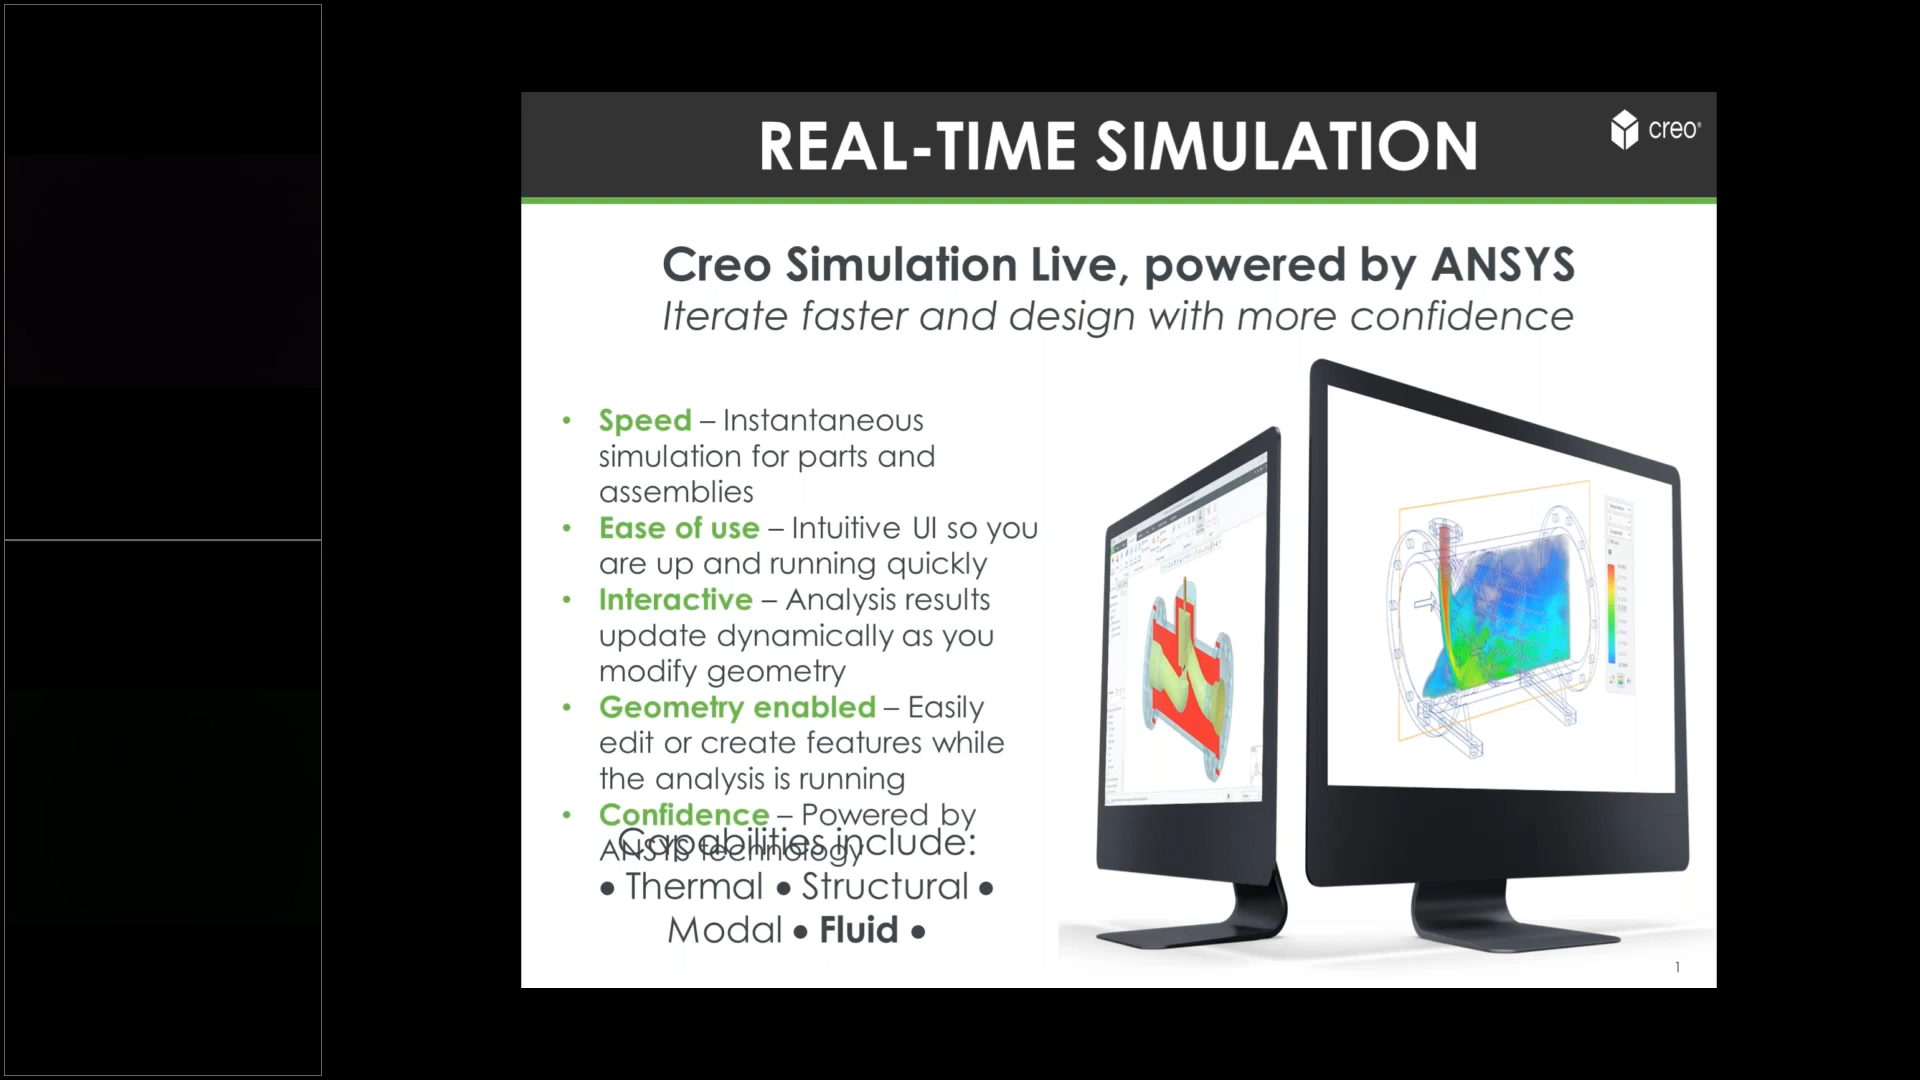 REAL-TIME SIMULATION
creo®
Creo Simulation Live, powered by ANSYS
Iterate faster and design with more confidence
• Speed – Instantaneous
simulation for parts and
assemblies
• Ease of use – Intuitive UI so you
are up and running quickly
• Interactive – Analysis results
update dynamically as you
modify geometry
• Geometry enabled – Easily
edit or create features while
the analysis is running
• Confidence – Powered by
ANSYS technology
Capabilities include:
● Thermal ● Structural ●
Modal ● Fluid ●
1